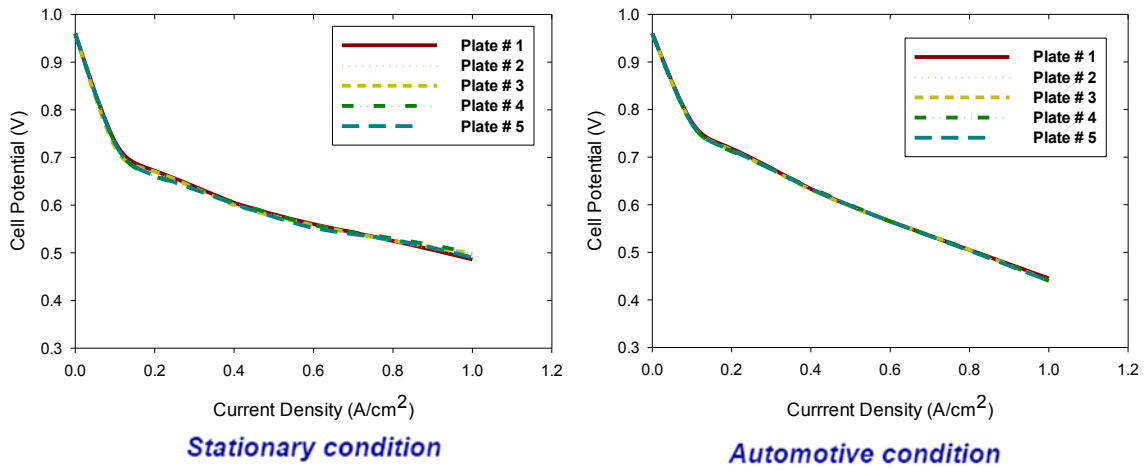 1.0
0.9
0.8
0.7
0.6
0.5
0.4
0.3
Cell Potential (V)
Plate # 1
Plate # 2
Plate # 3
Plate # 4
Plate # 5
0.0 0.2 0.4 0.6 0.8 1.0 1.2
Current Density (A/cm²)
Stationary condition
1.0
0.9
0.8
0.7
0.6
0.5
0.4
0.3
Cell Potential (V)
Plate # 1
Plate # 2
Plate # 3
Plate # 4
Plate # 5
0.0 0.2 0.4 0.6 0.8 1.0 1.2
Currrent Density (A/cm²)
Automotive condition